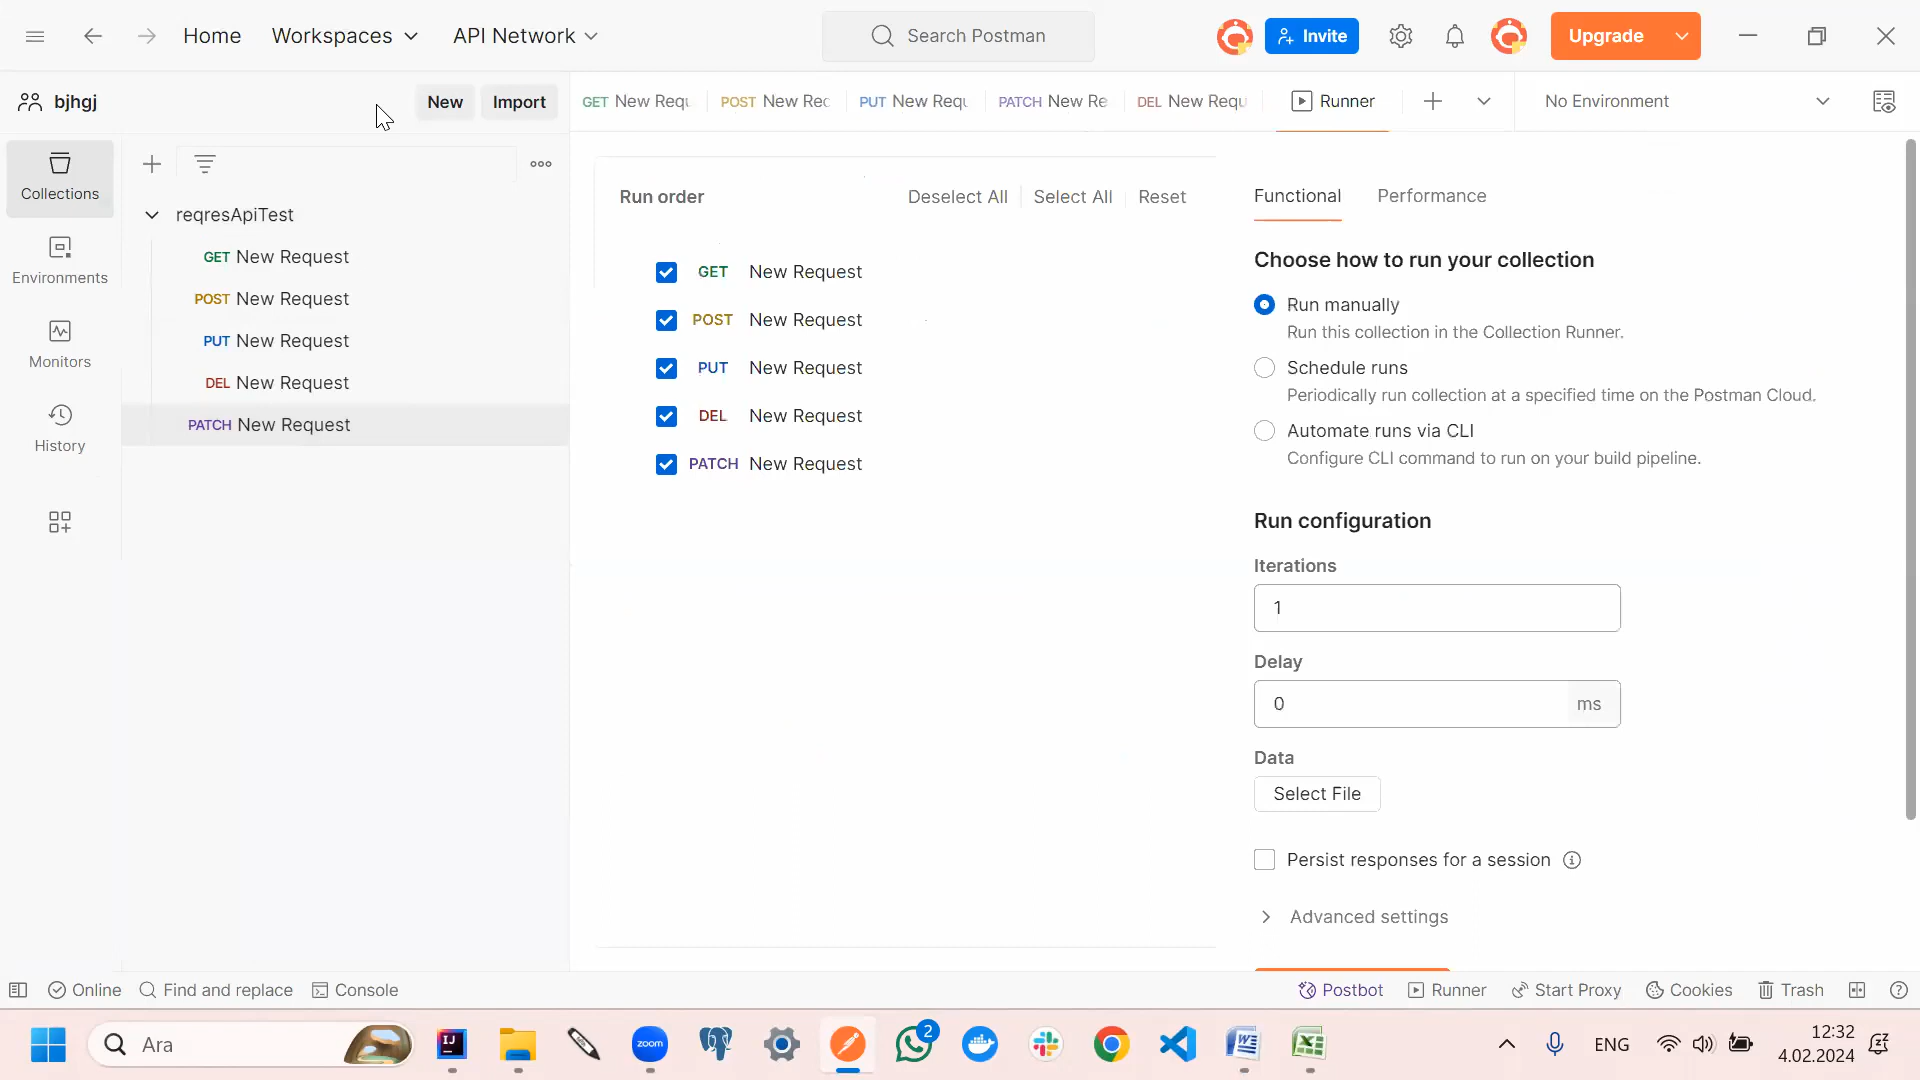 Home Workspaces API Network Search Postman Invite Upgrade
bjhgj New Import GET New Requ POST New Rec PUT New Requ PATCH New Re DEL New Requ Runner No Environment
Collections
Environments
Monitors
History
reqresApiTest
GET New Request
POST New Request
PUT New Request
DEL New Request
PATCH New Request
Run order Deselect All Select All Reset
GET New Request
POST New Request
PUT New Request
DEL New Request
PATCH New Request
Functional Performance
Choose how to run your collection
Run manually
Run this collection in the Collection Runner.
Schedule runs
Periodically run collection at a specified time on the Postman Cloud.
Automate runs via CLI
Configure CLI command to run on your build pipeline.
Run configuration
Iterations
1
Delay
0 ms
Data
Select File
Persist responses for a session
Advanced settings
Online Find and replace Console Postbot Runner Start Proxy Cookies Trash
Ara IJ zoom 2 ENG 12:32
4.02.2024